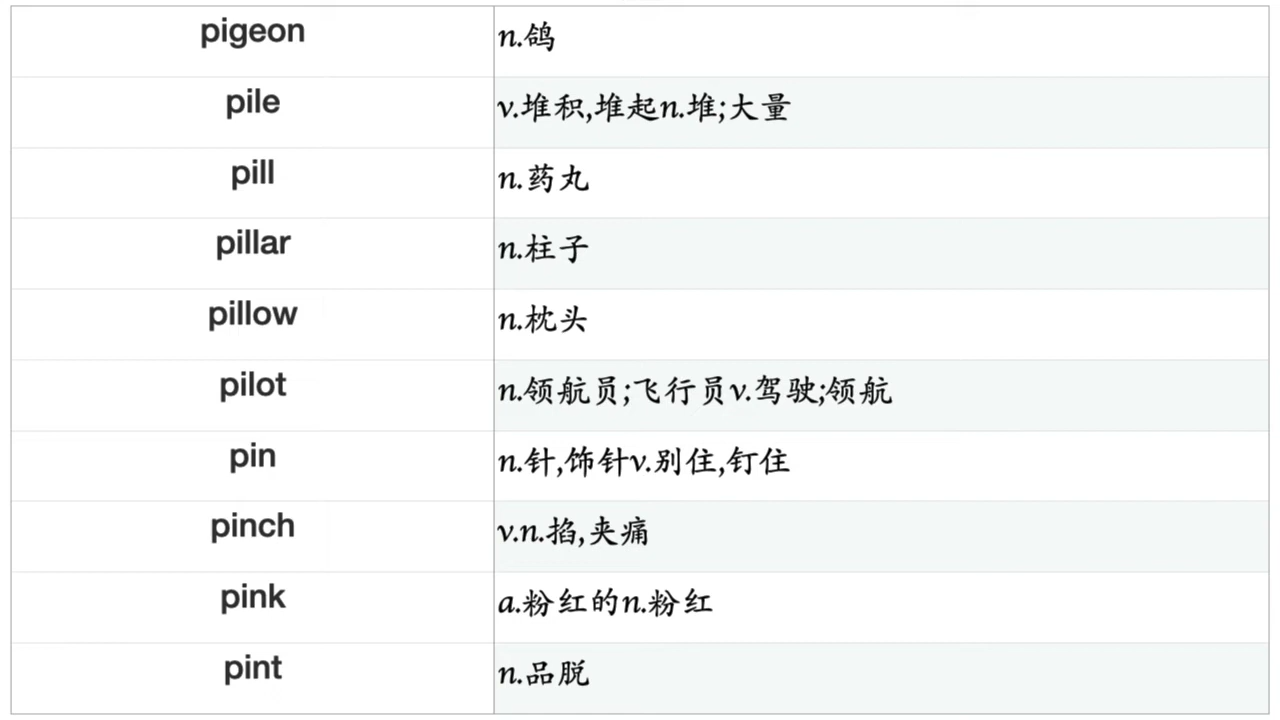 pigeon n.鸽
pile v.堆积,堆起n.堆;大量
pill n.药丸
pillar n.柱子
pillow n.枕头
pilot n.领航员;飞行员v.驾驶;领航
pin n.针,饰针v.别住,钉住
pinch v.n.掐,夹痛
pink a.粉红的n.粉红
pint n.品脱